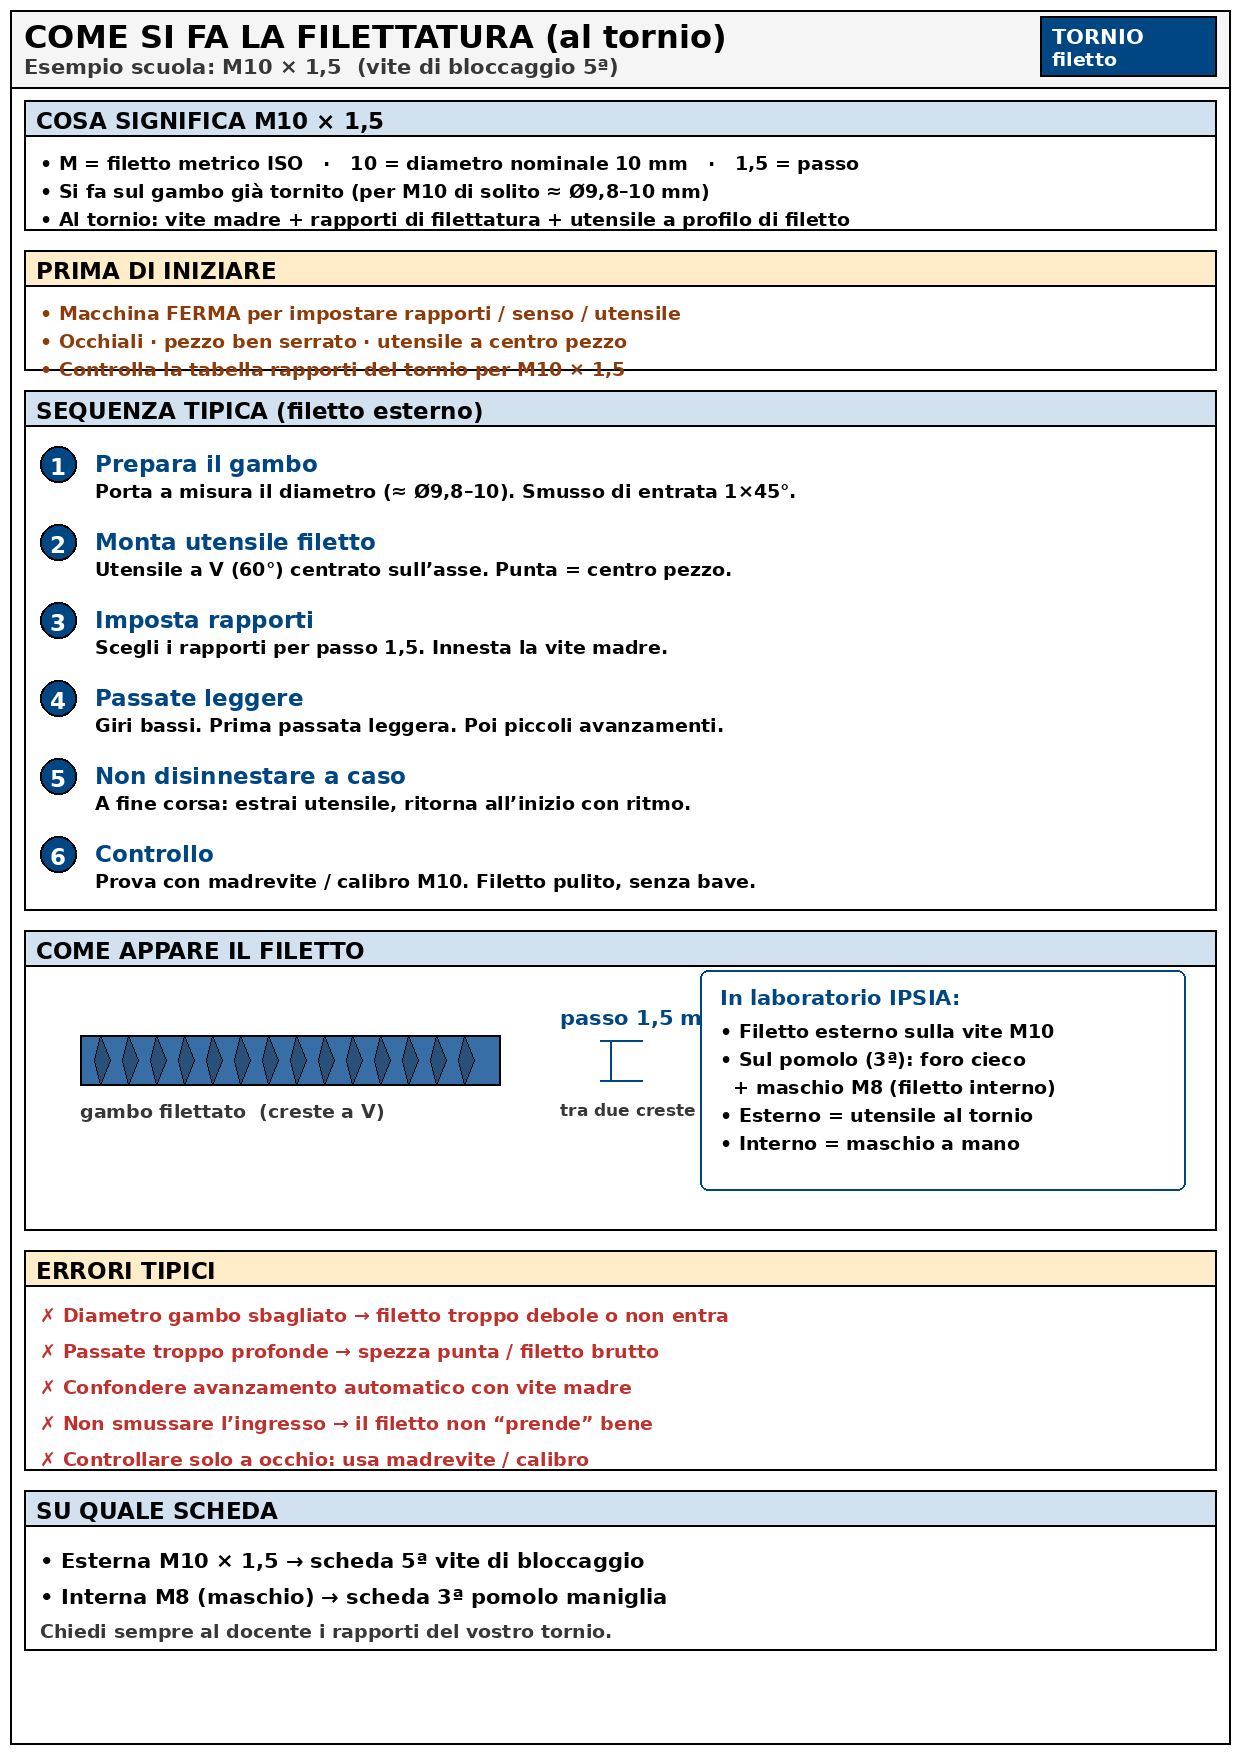 COME SI FA LA FILETTATURA (al tornio)
Esempio scuola: M10 × 1,5 (vite di bloccaggio 5ª)
TORNIO
filetto
COSA SIGNIFICA M10 × 1,5
• M = filetto metrico ISO · 10 = diametro nominale 10 mm · 1,5 = passo
• Si fa sul gambo già tornito (per M10 di solito ≈ Ø9,8–10 mm)
• Al tornio: vite madre + rapporti di filettatura + utensile a profilo di filetto
PRIMA DI INIZIARE
• Macchina FERMA per impostare rapporti / senso / utensile
• Occhiali · pezzo ben serrato · utensile a centro pezzo
• Controlla la tabella rapporti del tornio per M10 × 1,5
SEQUENZA TIPICA (filetto esterno)
1 Prepara il gambo
Porta a misura il diametro (≈ Ø9,8–10). Smusso di entrata 1×45°.
2 Monta utensile filetto
Utensile a V (60°) centrato sull’asse. Punta = centro pezzo.
3 Imposta rapporti
Scegli i rapporti per passo 1,5. Innesta la vite madre.
4 Passate leggere
Giri bassi. Prima passata leggera. Poi piccoli avanzamenti.
5 Non disinnestare a caso
A fine corsa: estrai utensile, ritorna all’inizio con ritmo.
6 Controllo
Prova con madrevite / calibro M10. Filetto pulito, senza bave.
COME APPARE IL FILETTO
gambo filettato (creste a V)
passo 1,5 m
tra due creste
In laboratorio IPSIA:
• Filetto esterno sulla vite M10
• Sul pomolo (3ª): foro cieco
+ maschio M8 (filetto interno)
• Esterno = utensile al tornio
• Interno = maschio a mano
ERRORI TIPICI
✗ Diametro gambo sbagliato → filetto troppo debole o non entra
✗ Passate troppo profonde → spezza punta / filetto brutto
✗ Confondere avanzamento automatico con vite madre
✗ Non smussare l’ingresso → il filetto non “prende” bene
✗ Controllare solo a occhio: usa madrevite / calibro
SU QUALE SCHEDA
• Esterna M10 × 1,5 → scheda 5ª vite di bloccaggio
• Interna M8 (maschio) → scheda 3ª pomolo maniglia
Chiedi sempre al docente i rapporti del vostro tornio.